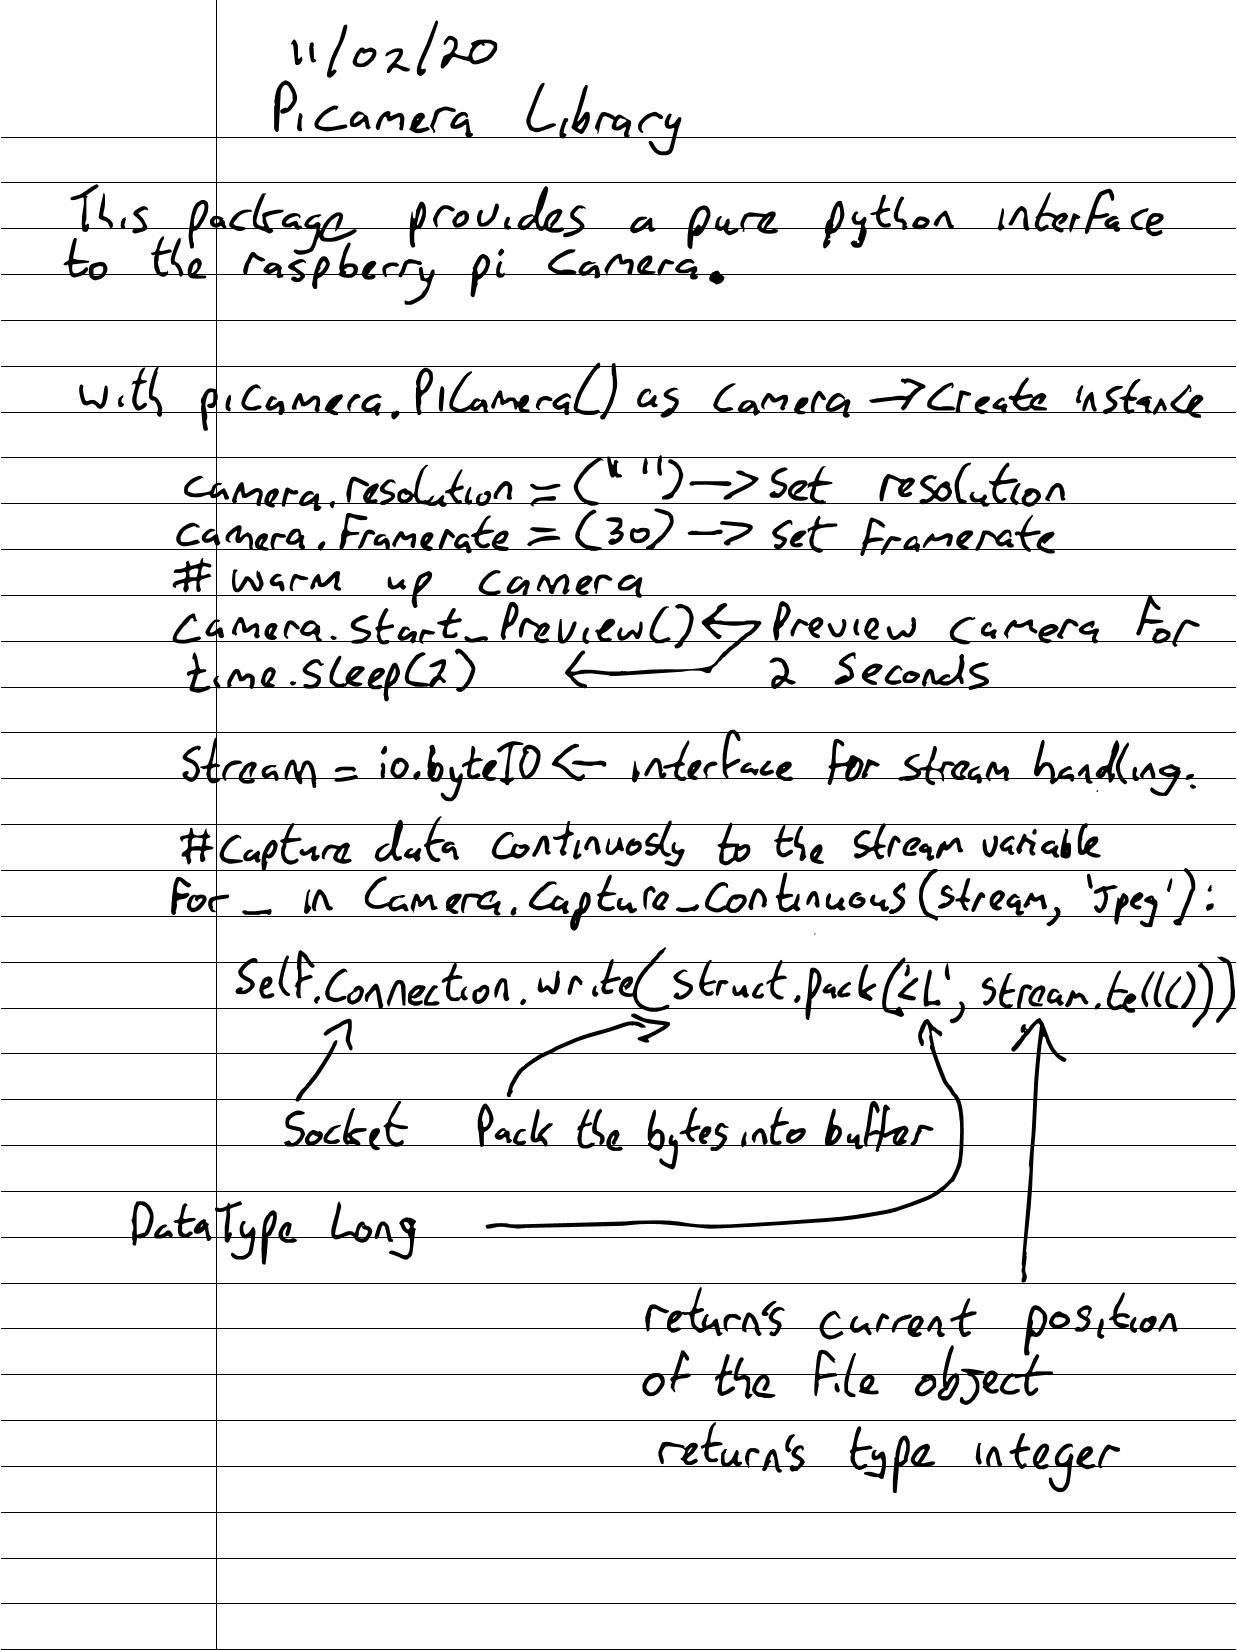 11/02/20
Picamera Library
This package provides a pure python interface
to the raspberry pi camera.
with picamera.PiCamera() as camera → Create instance
camera.resolution = (" ") → Set resolution
camera.framerate = (30) → set framerate
# warm up camera
camera.start_Preview() ← Preview camera for
time.sleep(2) ← 2 seconds
Stream = io.byteIO ← interface for stream handling.
#Capture data continuosly to the stream variable
for _ in Camera.Capture_Continuous(stream, 'Jpeg'):
Self.Connection.write(struct.pack('<L', stream.tell()))
Socket Pack the bytes into buffer
DataType Long
return's current position
of the file object
return's type integer